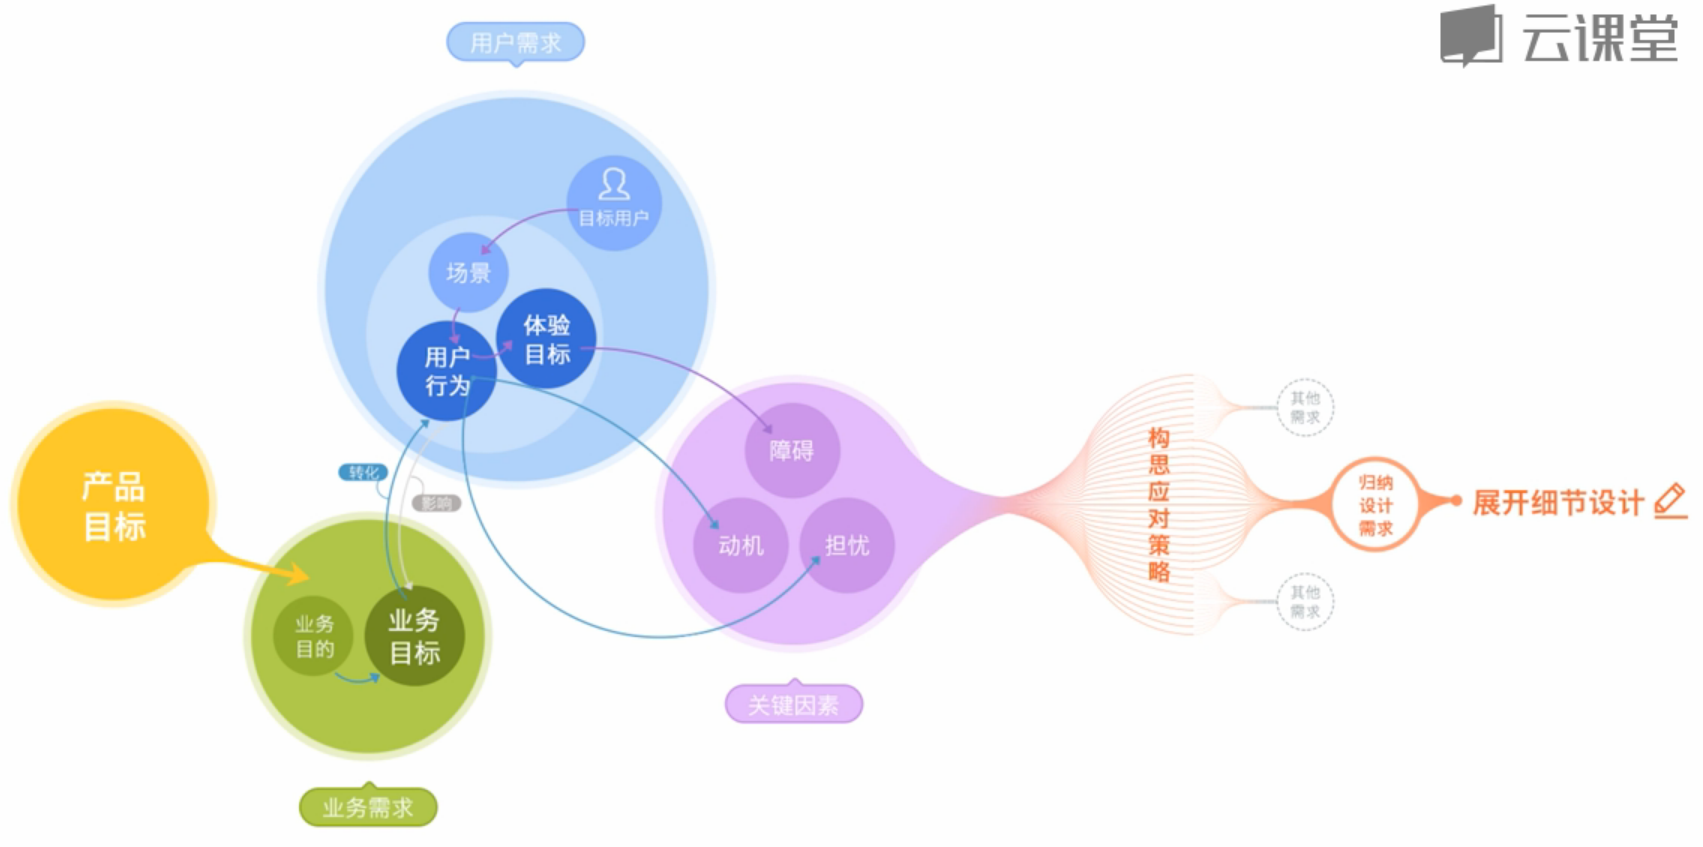 云课堂
用户需求
目标用户
场景
体验
目标
用户
行为
产品
目标
转化
影响
业务
目的
业务
目标
业务需求
障碍
动机
担忧
关键因素
构
思
应
对
策
略
其他
需求
归纳
设计
需求
展开细节设计
其他
需求